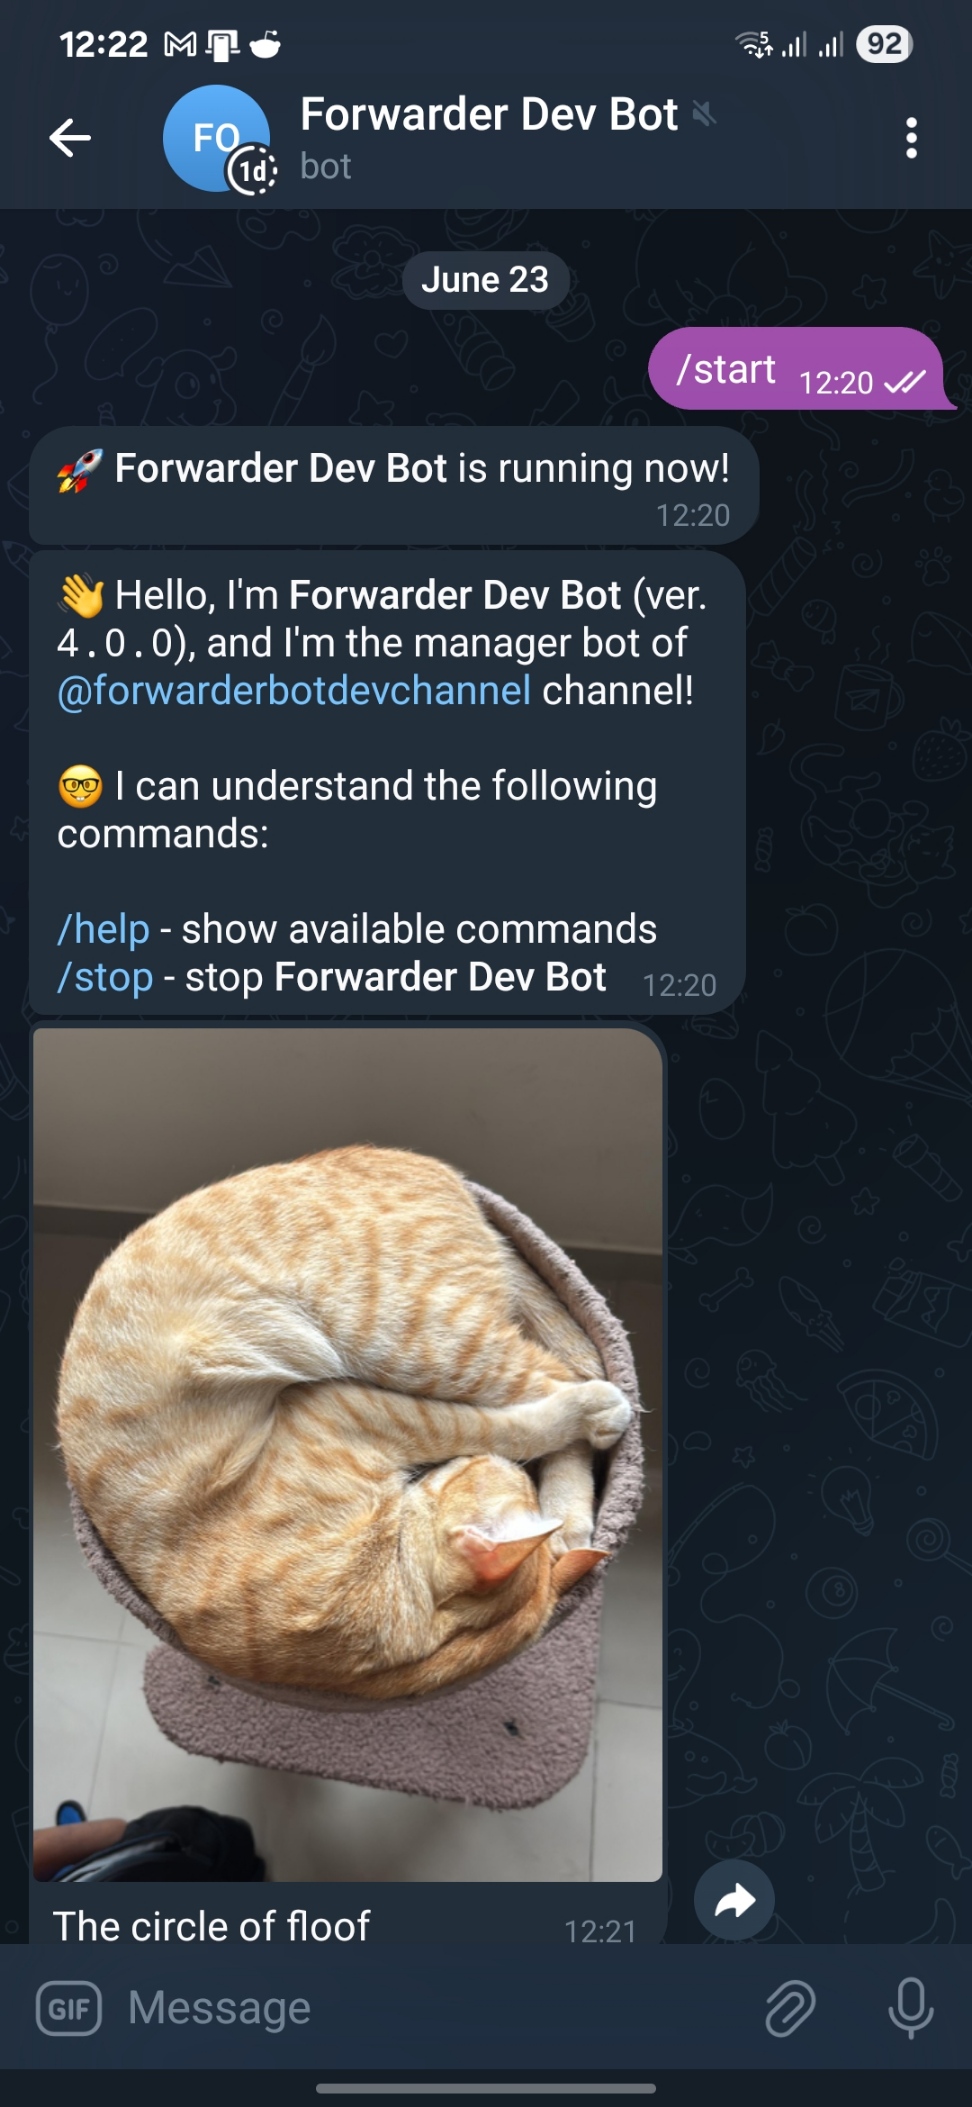 12:22
5
92
FO
1d
Forwarder Dev Bot
bot
June 23
/start 12:20
🚀 Forwarder Dev Bot is running now!
12:20
👋 Hello, I'm Forwarder Dev Bot (ver.
4.0.0), and I'm the manager bot of
@forwarderbotdevchannel channel!
🤓 I can understand the following
commands:
/help - show available commands
/stop - stop Forwarder Dev Bot 12:20
The circle of floof 12:21
GIF Message